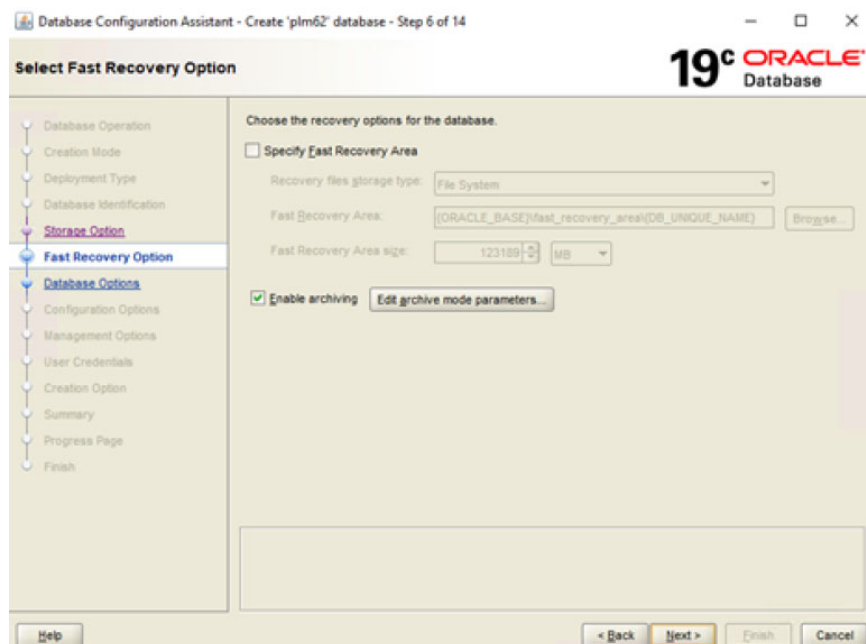 Database Configuration Assistant - Create 'plm62' database - Step 6 of 14
Select Fast Recovery Option
19c ORACLE
Database
Database Operation
Creation Mode
Deployment Type
Database Identification
Storage Option
Fast Recovery Option
Database Options
Configuration Options
Management Options
User Credentials
Creation Option
Summary
Progress Page
Finish
Choose the recovery options for the database.
Specify Fast Recovery Area
Recovery files storage type: File System
Fast Recovery Area: {ORACLE_BASE}\fast_recovery_area\{DB_UNIQUE_NAME} Browse...
Fast Recovery Area size: 123189 MB
Enable archiving Edit archive mode parameters...
Help < Back Next > Finish Cancel